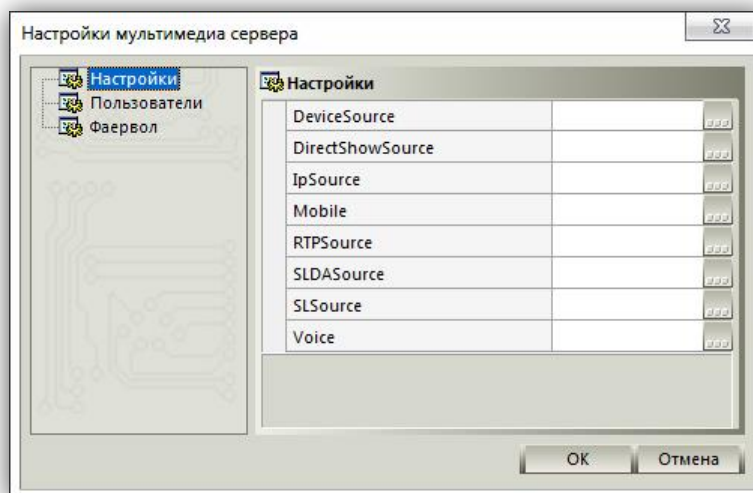 Настройки мультимедиа сервера
Настройки
Пользователи
Фаервол
Настройки
DeviceSource
DirectShowSource
IpSource
Mobile
RTPSource
SLDASource
SLSource
Voice
OK
Отмена